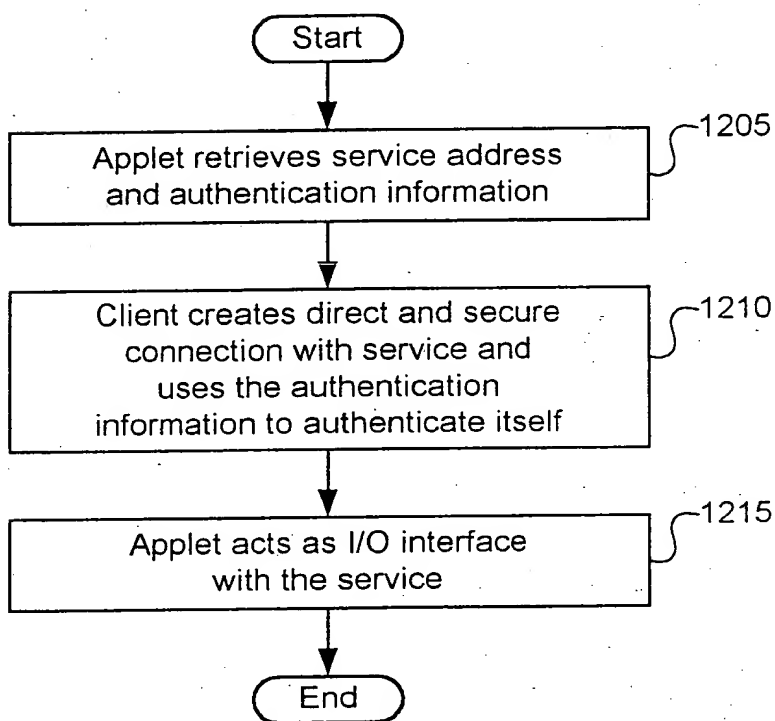 Start
1205
Applet retrieves service address
and authentication information
1210
Client creates direct and secure
connection with service and
uses the authentication
information to authenticate itself
1215
Applet acts as I/O interface
with the service
End